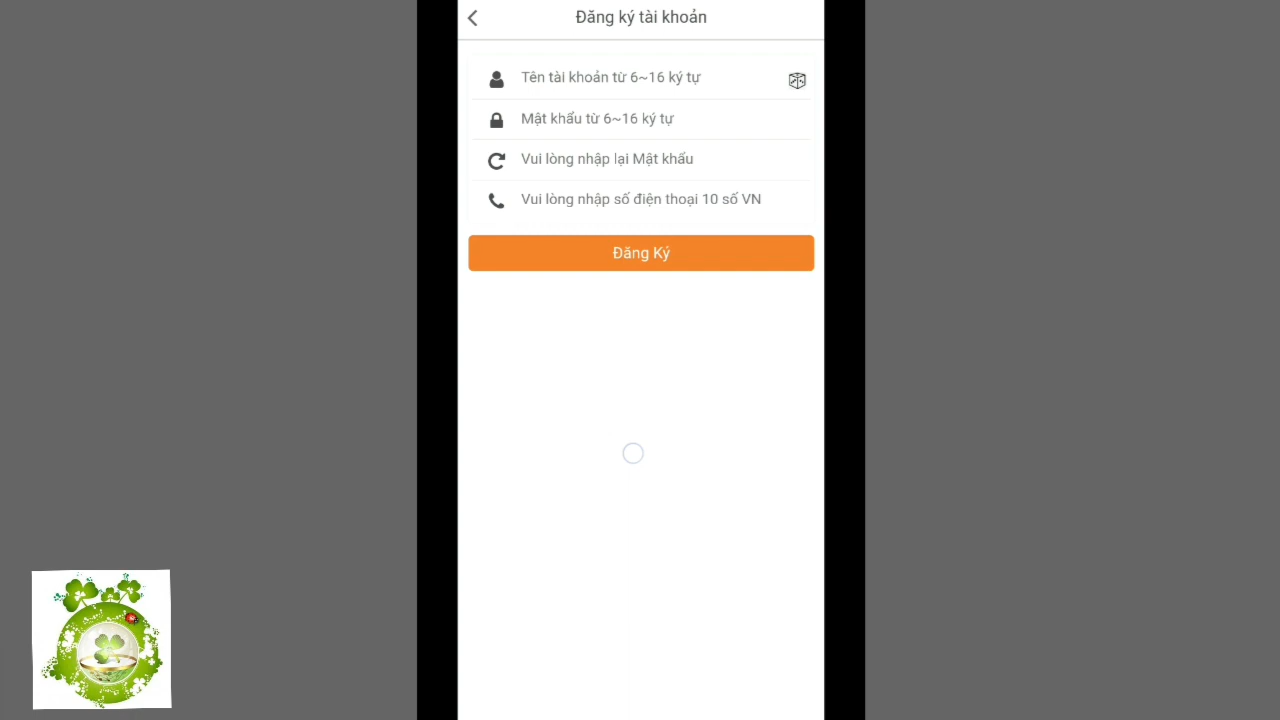 Đăng ký tài khoản
Tên tài khoản từ 6~16 ký tự
Mật khẩu từ 6~16 ký tự
Vui lòng nhập lại Mật khẩu
Vui lòng nhập số điện thoại 10 số VN
Đăng Ký